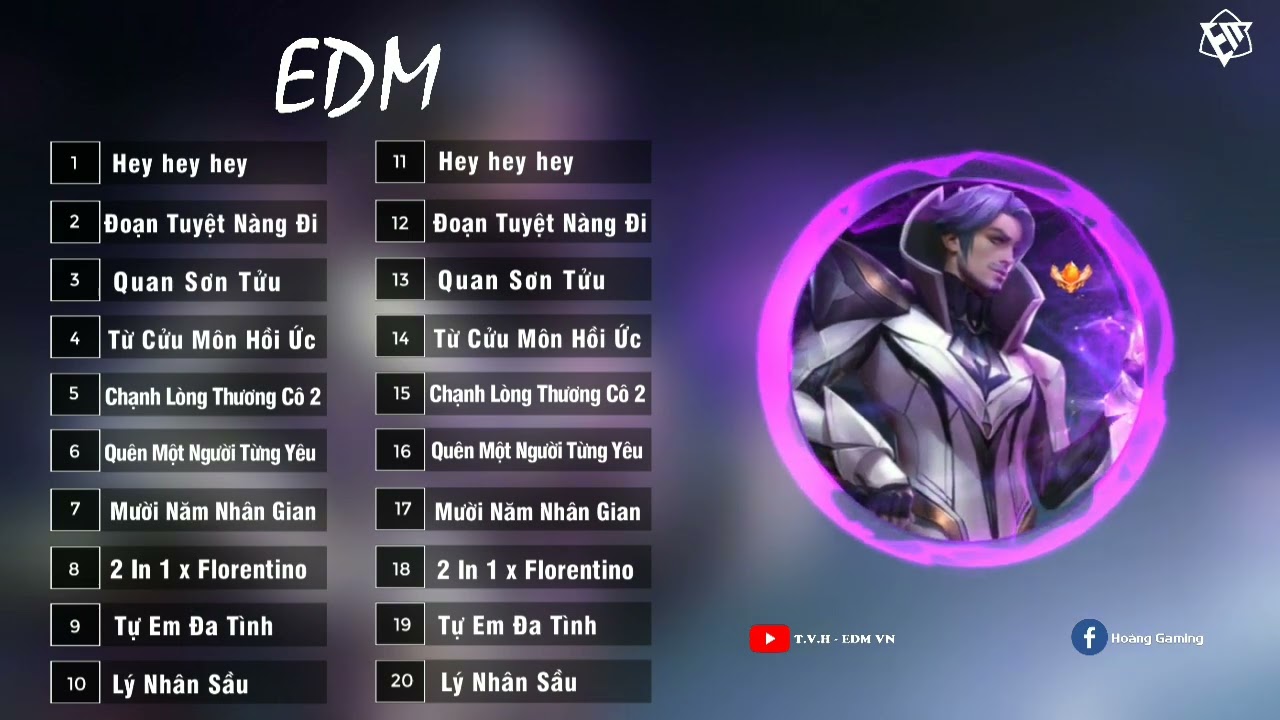 EDM
1 Hey hey hey
2 Đoạn Tuyệt Nàng Đi
3 Quan Sơn Tửu
4 Từ Cửu Môn Hồi Ức
5 Chạnh Lòng Thương Cô 2
6 Quên Một Người Từng Yêu
7 Mười Năm Nhân Gian
8 2 In 1 x Florentino
9 Tự Em Đa Tình
10 Lý Nhân Sầu
11 Hey hey hey
12 Đoạn Tuyệt Nàng Đi
13 Quan Sơn Tửu
14 Từ Cửu Môn Hồi Ức
15 Chạnh Lòng Thương Cô 2
16 Quên Một Người Từng Yêu
17 Mười Năm Nhân Gian
18 2 In 1 x Florentino
19 Tự Em Đa Tình
20 Lý Nhân Sầu
T.V.H - EDM VN
Hoàng Gaming